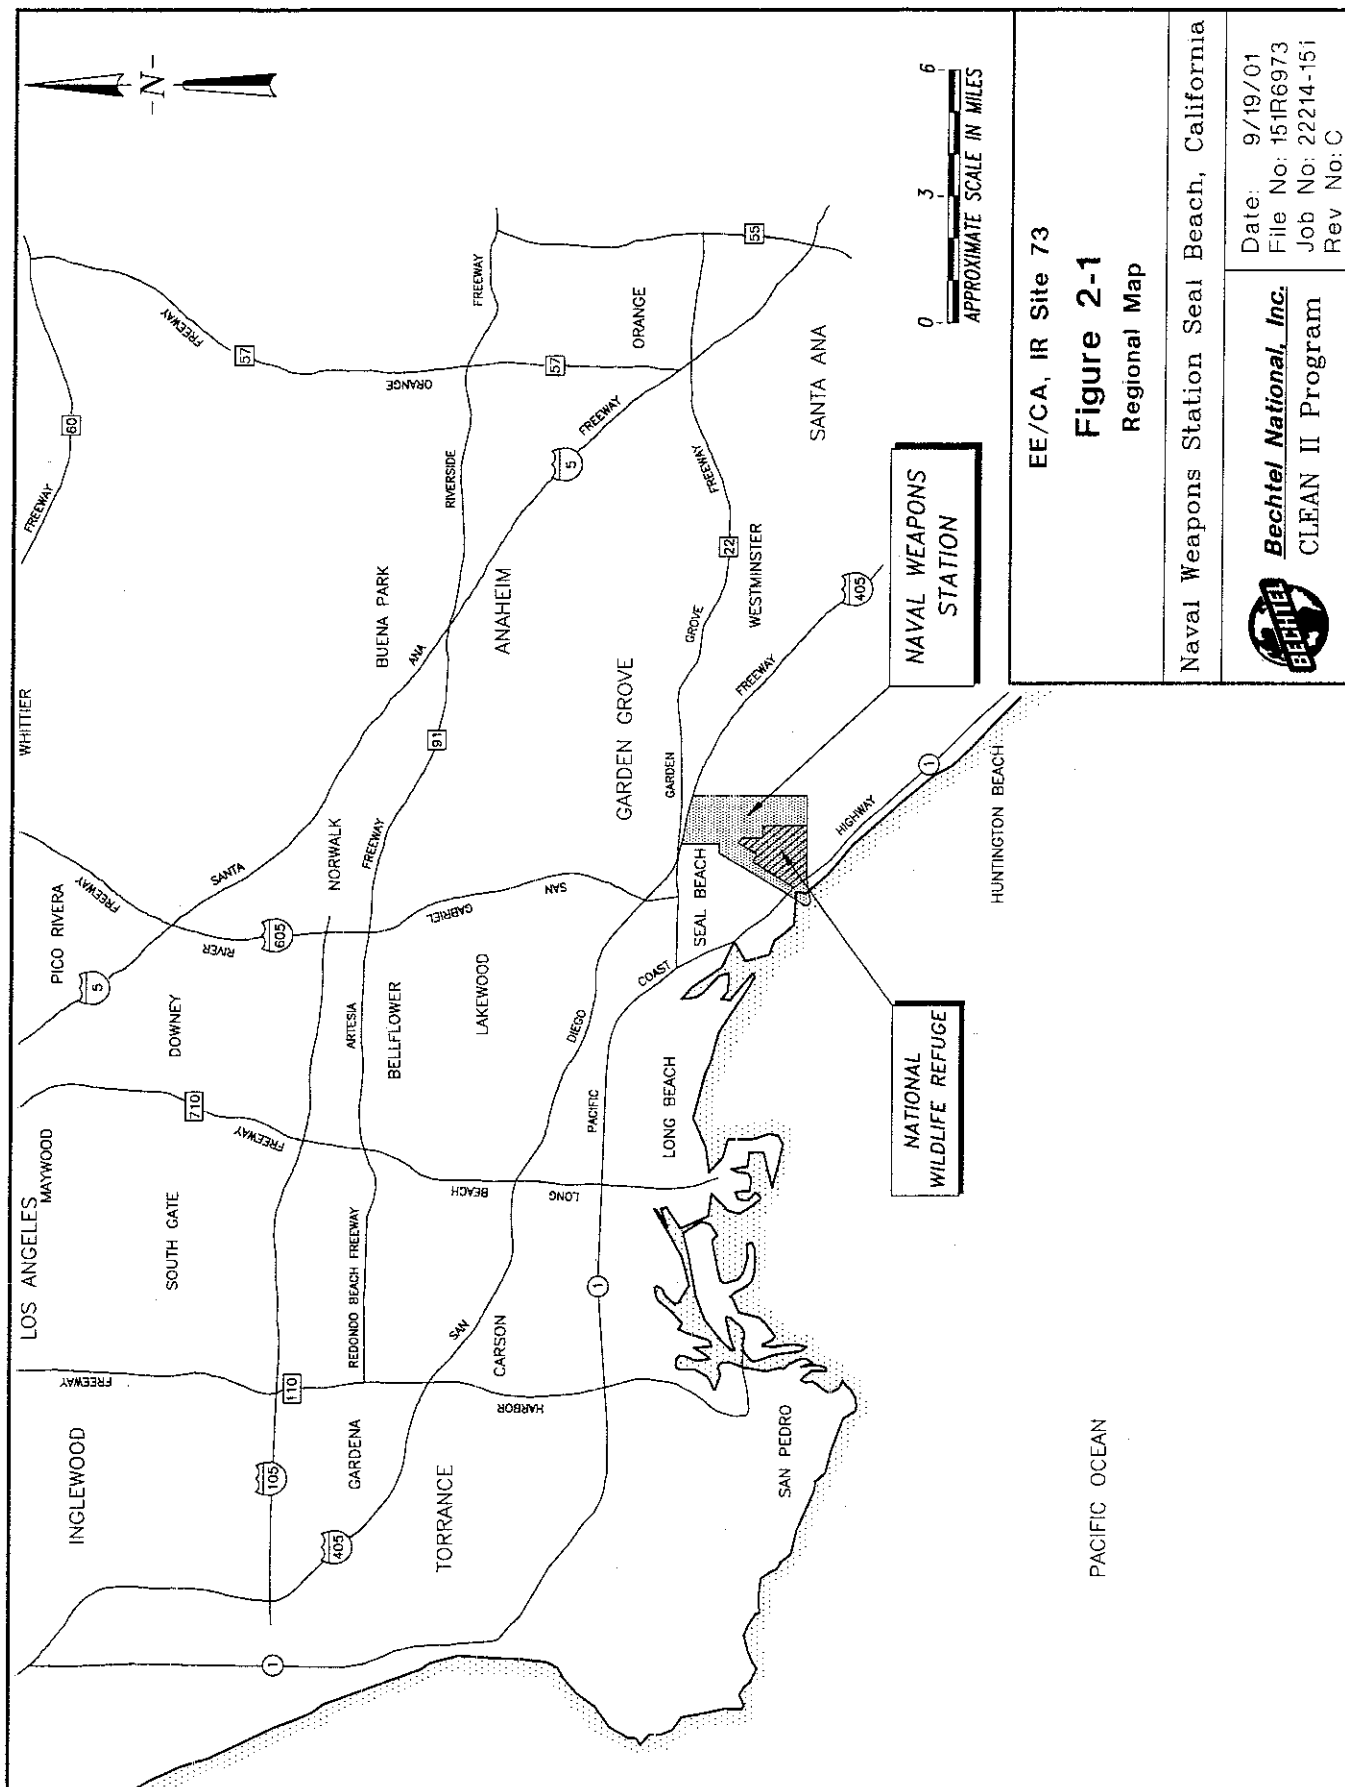 -N-
LOS ANGELES
MAYWOOD
PICO RIVERA
WHITTIER
INGLEWOOD
SOUTH GATE
DOWNEY
NORWALK
BUENA PARK
GARDENA
BELLFLOWER
LAKEWOOD
ANAHEIM
TORRANCE
CARSON
GARDEN GROVE
ORANGE
LONG BEACH
SEAL BEACH
WESTMINSTER
SANTA ANA
SAN PEDRO
HUNTINGTON BEACH
PACIFIC OCEAN
FREEWAY
60
FREEWAY
57
ORANGE
57
FREEWAY
RIVERSIDE
55
5
SANTA
ANA
5
FREEWAY
FREEWAY
RIVER
605
GABRIEL
SAN
710
FREEWAY
BEACH
LONG
FREEWAY
110
HARBOR
105
REDONDO BEACH FREEWAY
ARTESIA
FREEWAY
91
405
SAN
DIEGO
FREEWAY
405
GARDEN
GROVE
22
FREEWAY
1
1
PACIFIC
COAST
HIGHWAY
1
NAVAL WEAPONS
STATION
NATIONAL
WILDLIFE REFUGE
0 3 6
APPROXIMATE SCALE IN MILES
EE/CA, IR Site 73
Figure 2-1
Regional Map
Naval Weapons Station Seal Beach, California
BECHTEL
Bechtel National, Inc.
CLEAN II Program
Date: 9/19/01
File No: 151R6973
Job No: 22214-151
Rev No: C